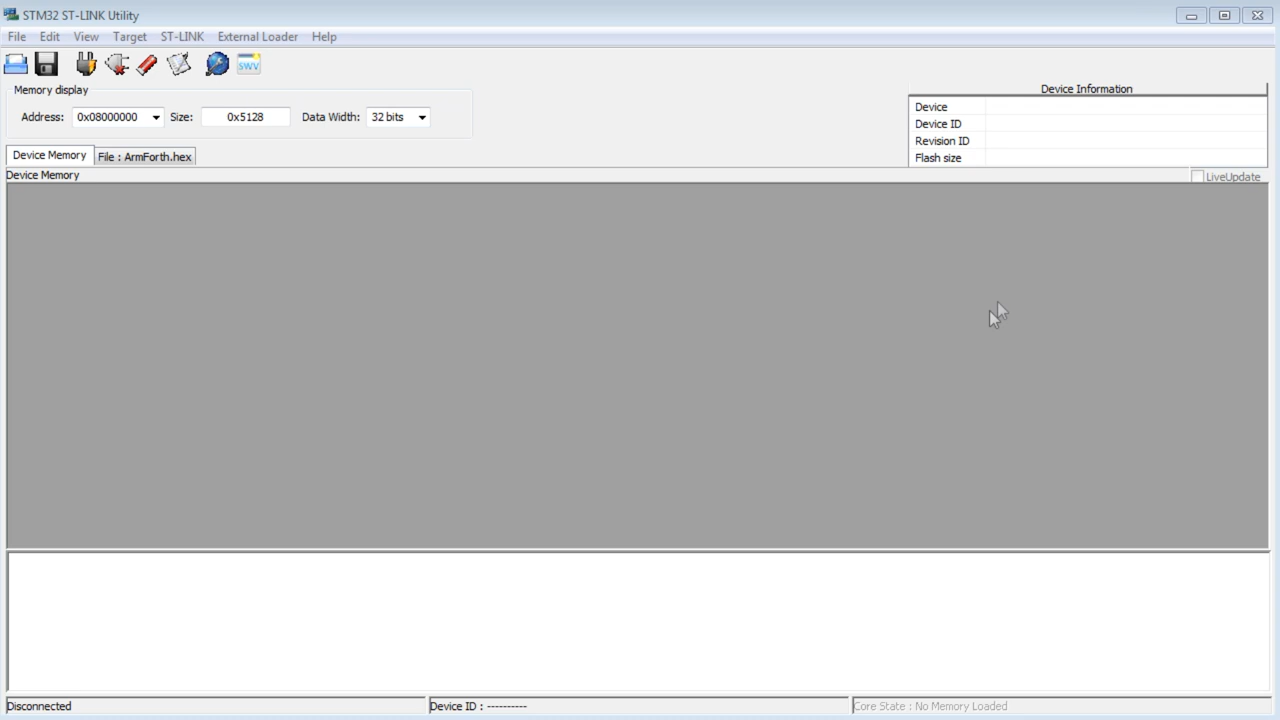 STM32 ST-LINK Utility
File Edit View Target ST-LINK External Loader Help
SWV
Memory display
Address: 0x08000000 Size: 0x5128 Data Width: 32 bits
Device Information
Device
Device ID
Revision ID
Flash size
Device Memory File : ArmForth.hex
Device Memory LiveUpdate
Disconnected Device ID : ---------- Core State : No Memory Loaded